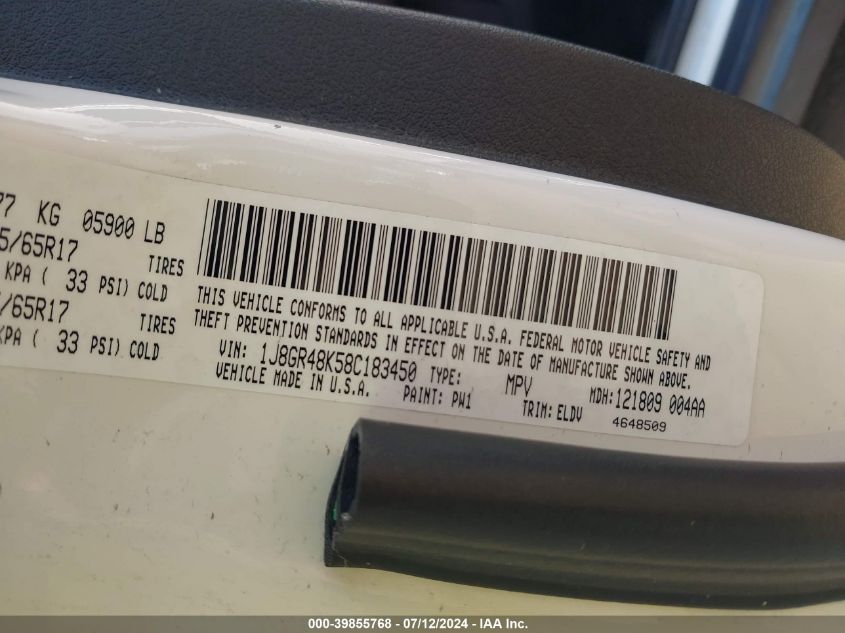 77 KG 05900 LB
5/65R17 TIRES
KPA ( 33 PSI) COLD
/65R17 TIRES
KPA ( 33 PSI) COLD
THIS VEHICLE CONFORMS TO ALL APPLICABLE U.S.A. FEDERAL MOTOR VEHICLE SAFETY AND
THEFT PREVENTION STANDARDS IN EFFECT ON THE DATE OF MANUFACTURE SHOWN ABOVE.
VIN: 1J8GR48K58C183450 TYPE: MPV MDH:121809 004AA
VEHICLE MADE IN U.S.A. PAINT: PW1 TRIM: ELDV 4648509
000-39855768 - 07/12/2024 - IAA Inc.